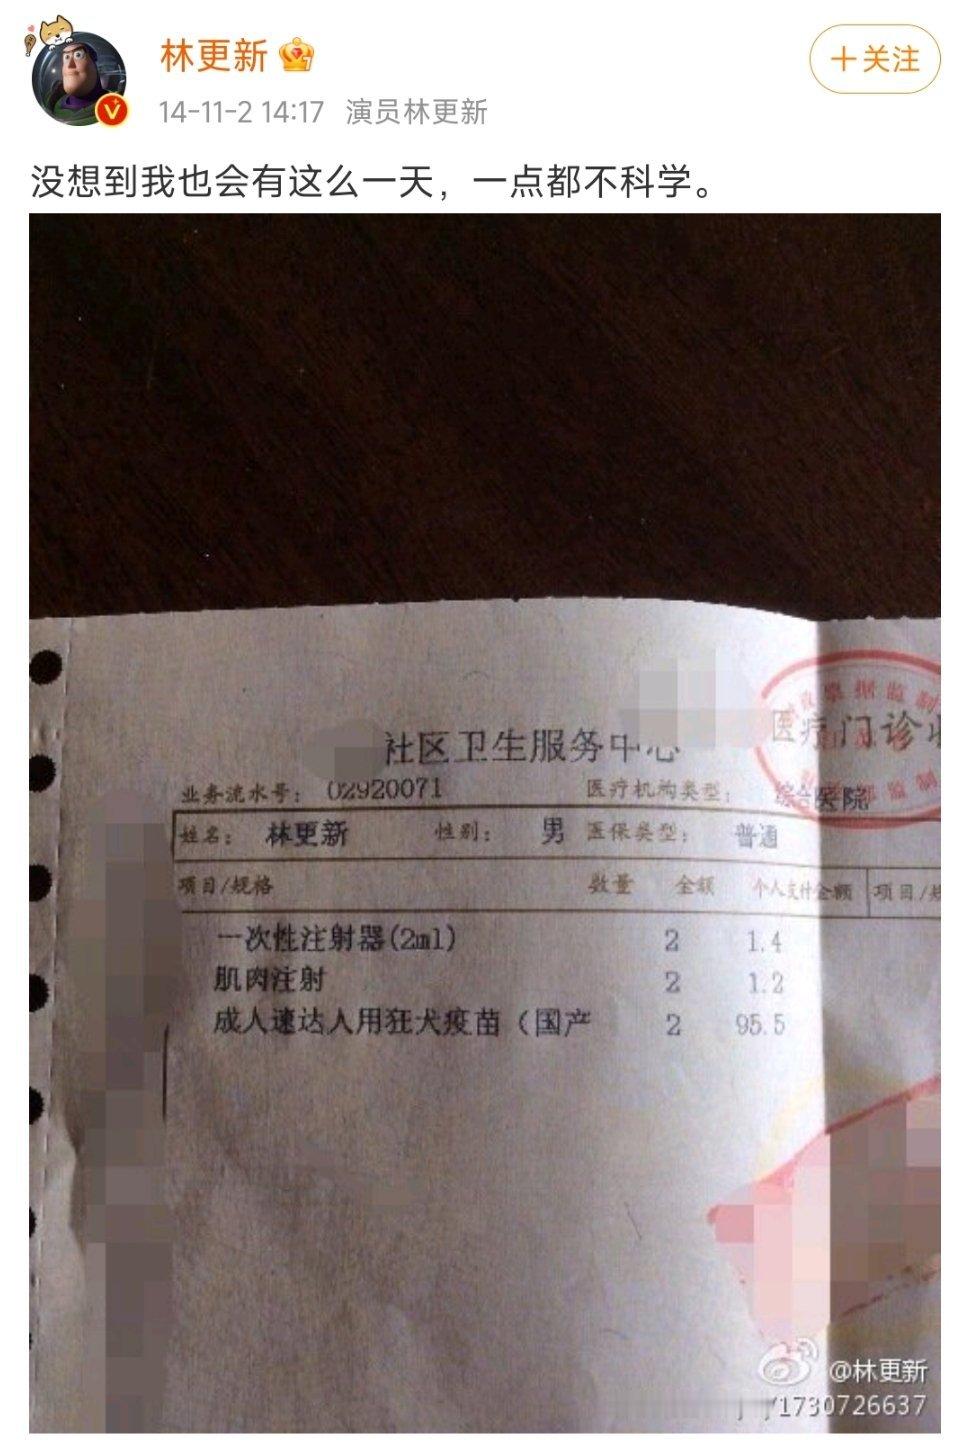 林更新
+关注
14-11-2 14:17 演员林更新
没想到我也会有这么一天，一点都不科学。
社区卫生服务中心
医疗门诊
业务流水号：02920071 医疗机构类型：综合医院
姓名：林更新 性别：男 医保类型：普通
项目/规格 数量 金额 个人支付金额 项目/规
一次性注射器(2ml) 2 1.4
肌肉注射 2 1.2
成人速达人用狂犬疫苗（国产 2 95.5
@林更新
/1730726637